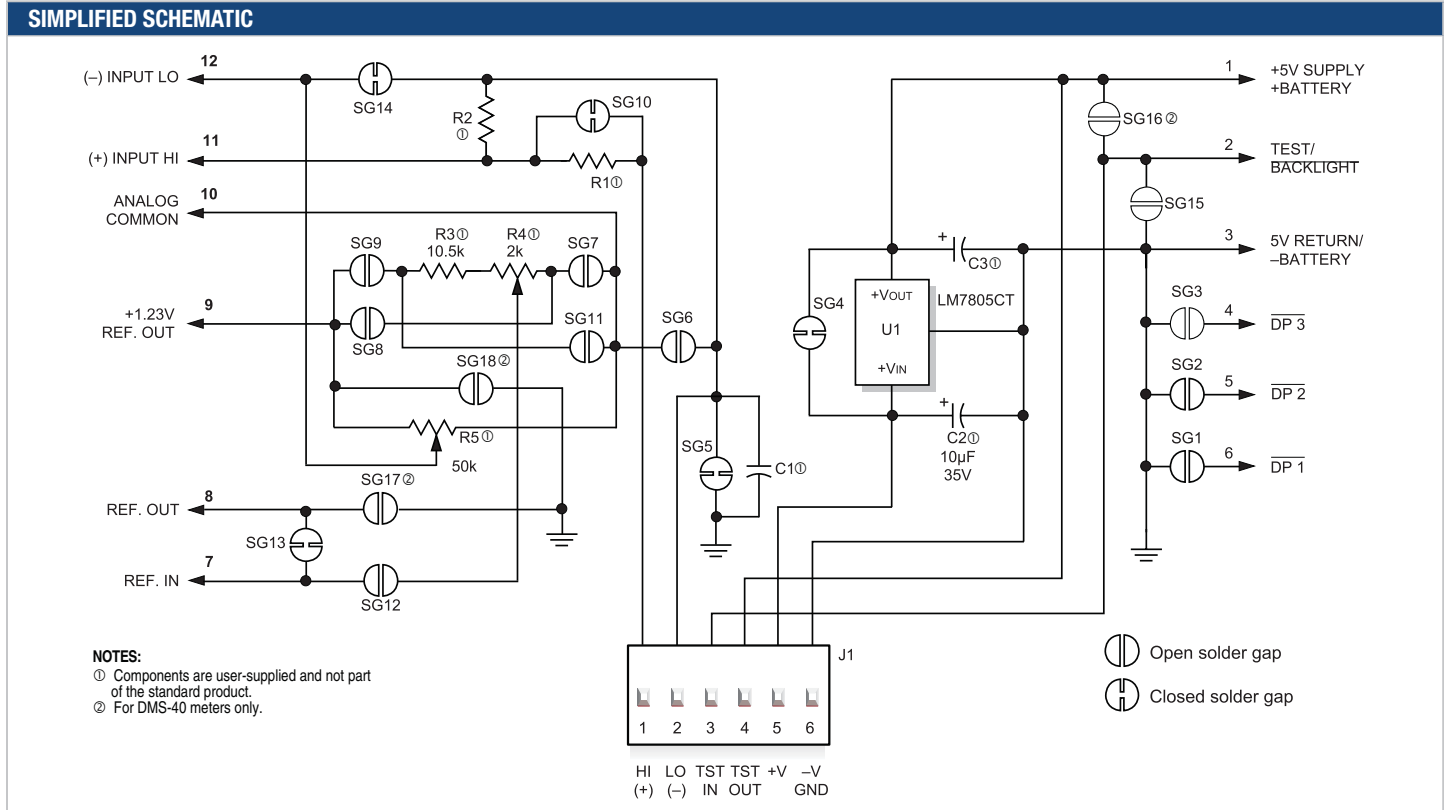 SIMPLIFIED SCHEMATIC
12
(–) INPUT LO
SG14
R2
①
SG10
11
(+) INPUT HI
R1①
10
ANALOG
COMMON
R3①
10.5k
R4①
2k
SG9
SG7
9
+1.23V
REF. OUT
SG8
SG11
SG6
SG18②
R5①
50k
SG5
C1①
SG17②
8
REF. OUT
SG13
7
REF. IN
SG12
1
+5V SUPPLY
+BATTERY
SG16②
2
TEST/
BACKLIGHT
SG15
3
5V RETURN/
–BATTERY
+
C3①
SG4
+VOUT
LM7805CT
U1
+VIN
+
C2①
10µF
35V
SG3
4
DP 3
SG2
5
DP 2
SG1
6
DP 1
NOTES:
① Components are user-supplied and not part
of the standard product.
② For DMS-40 meters only.
J1
1 2 3 4 5 6
HI LO TST TST +V –V
(+) (–) IN OUT GND
Open solder gap
Closed solder gap